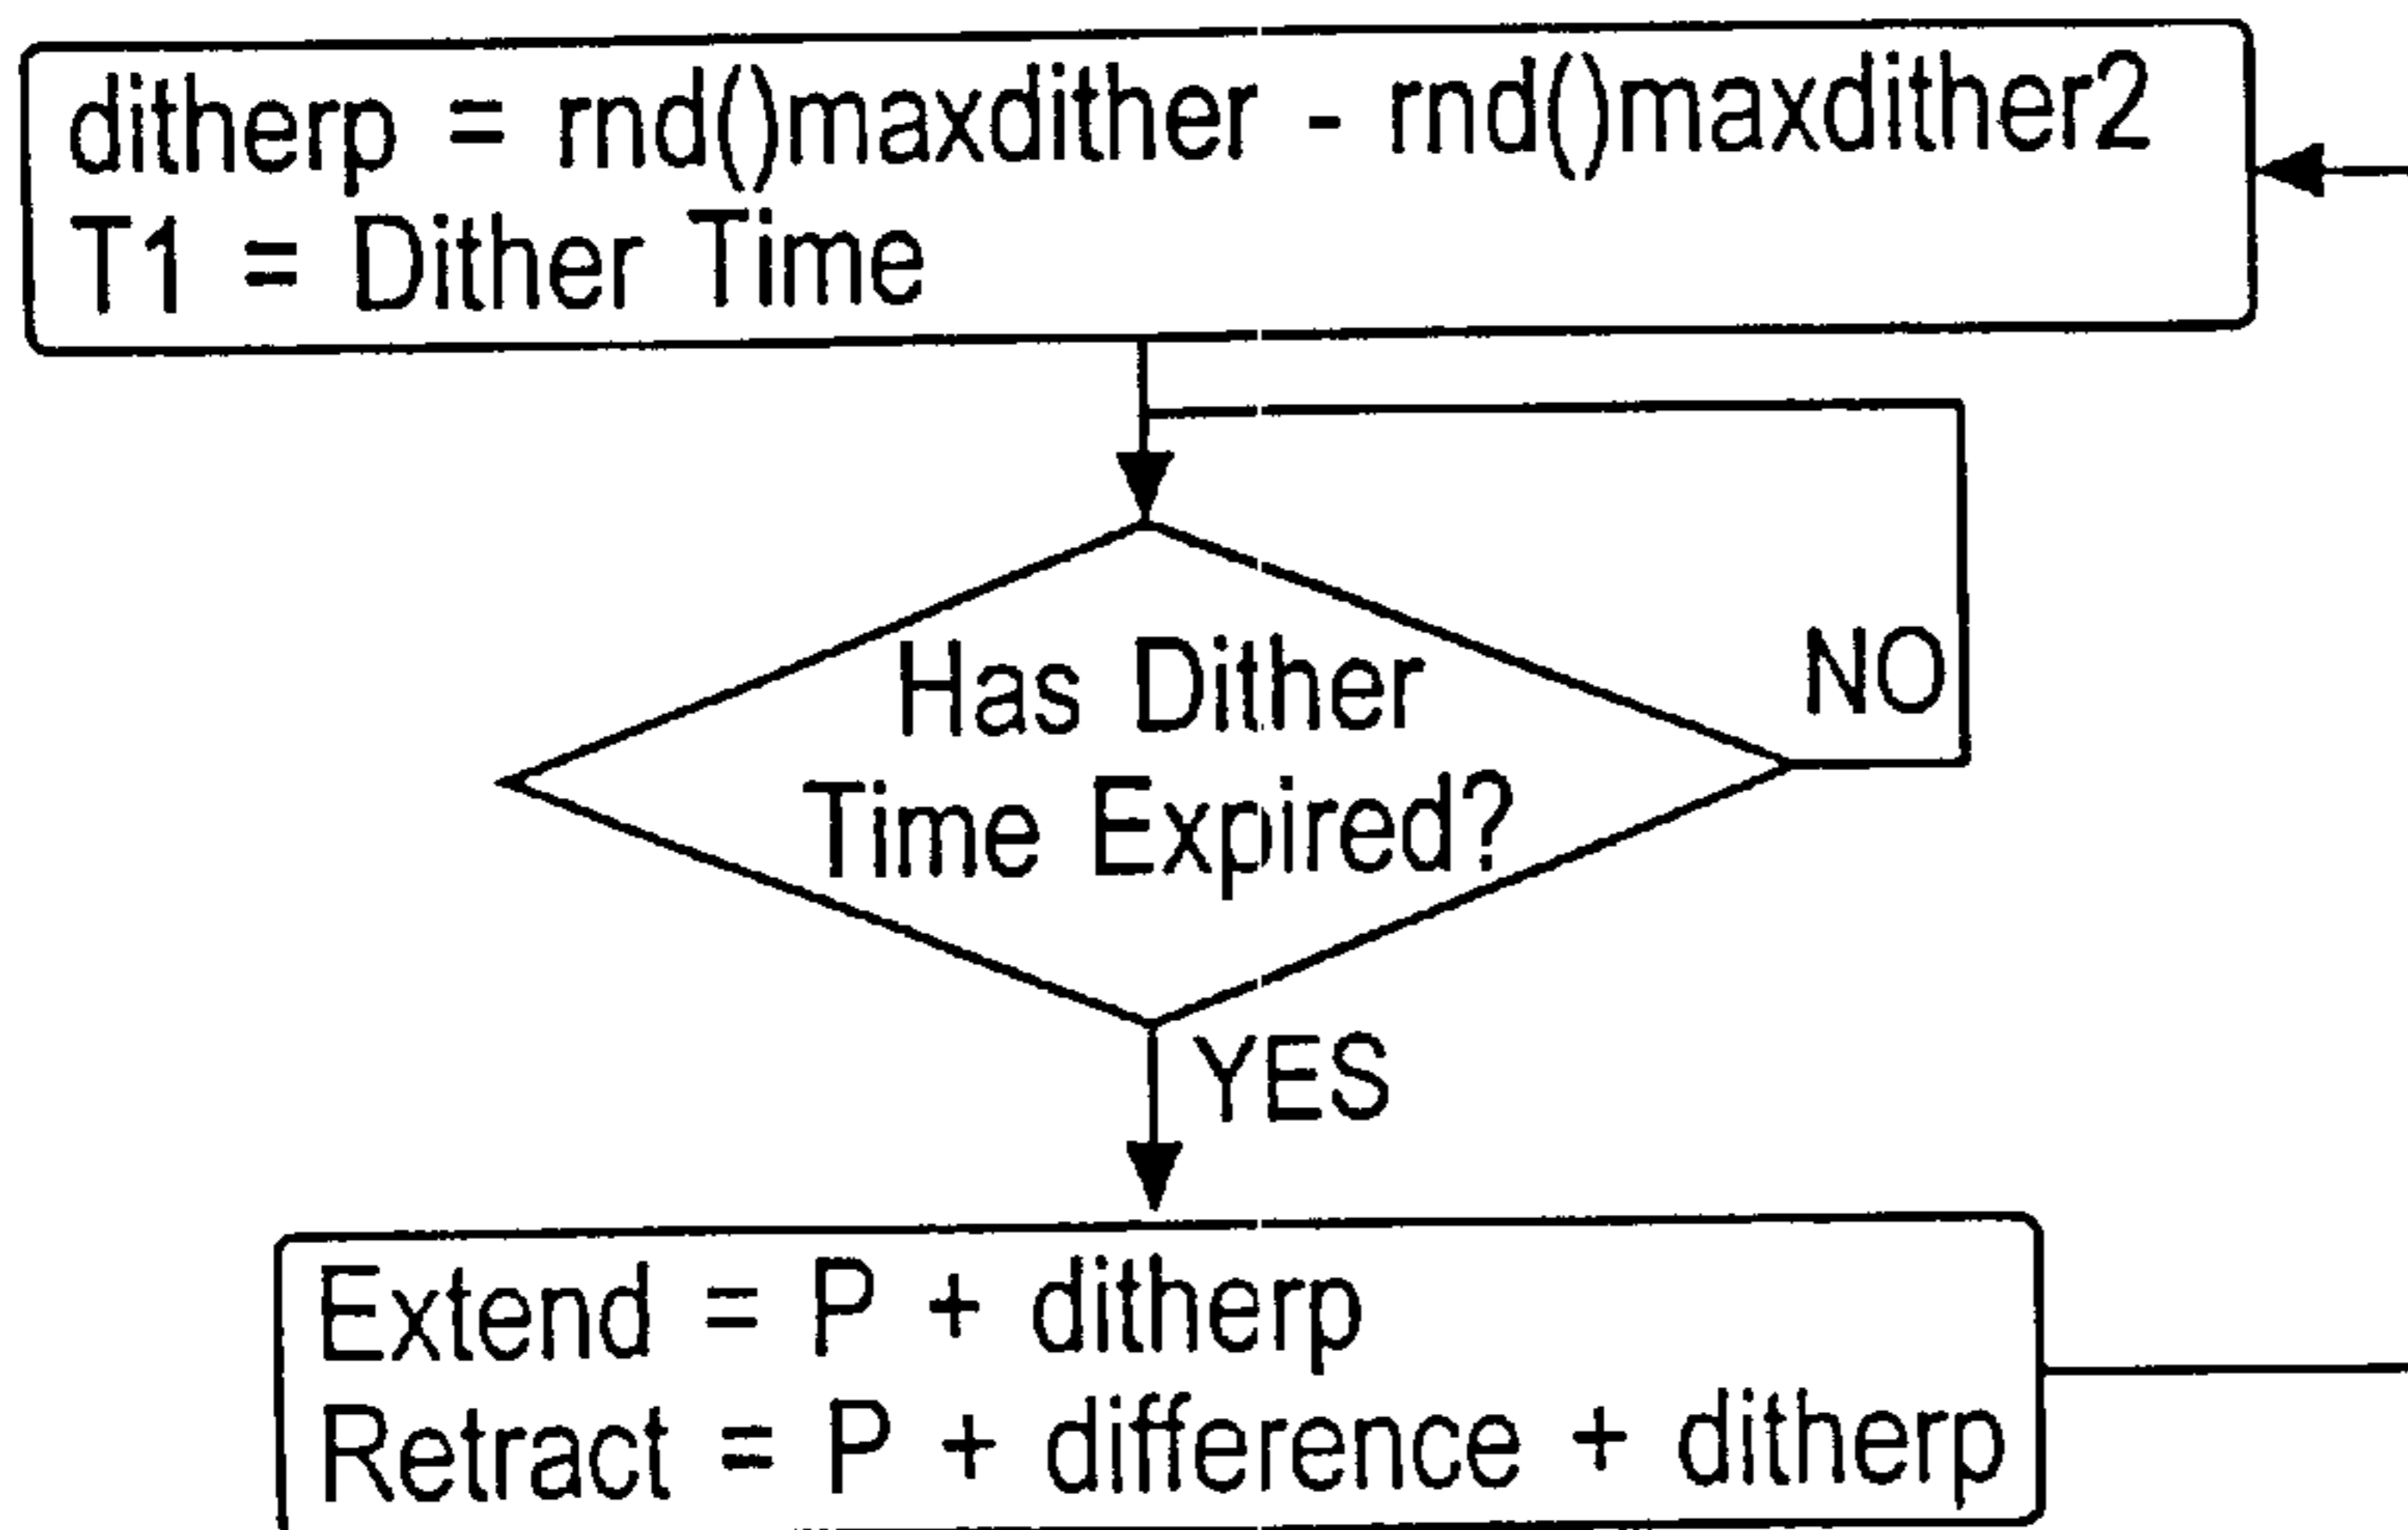 ditherp = rnd()maxdither - rnd()maxdither2
T1 = Dither Time
Has Dither
Time Expired?
NO
YES
Extend = P + ditherp
Retract = P + difference + ditherp